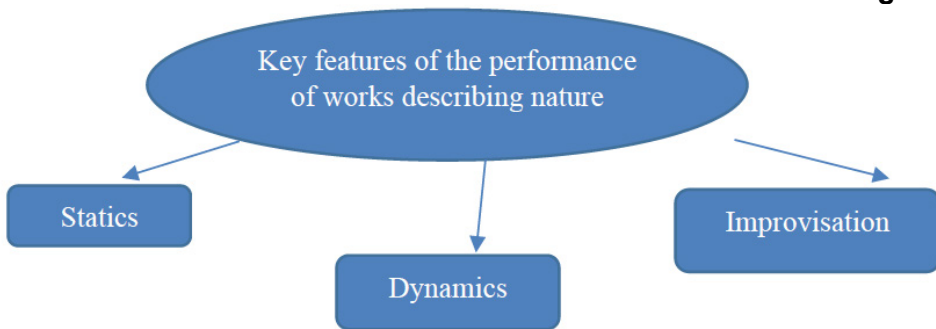 Key features of the performance
of works describing nature
Statics
Improvisation
Dynamics